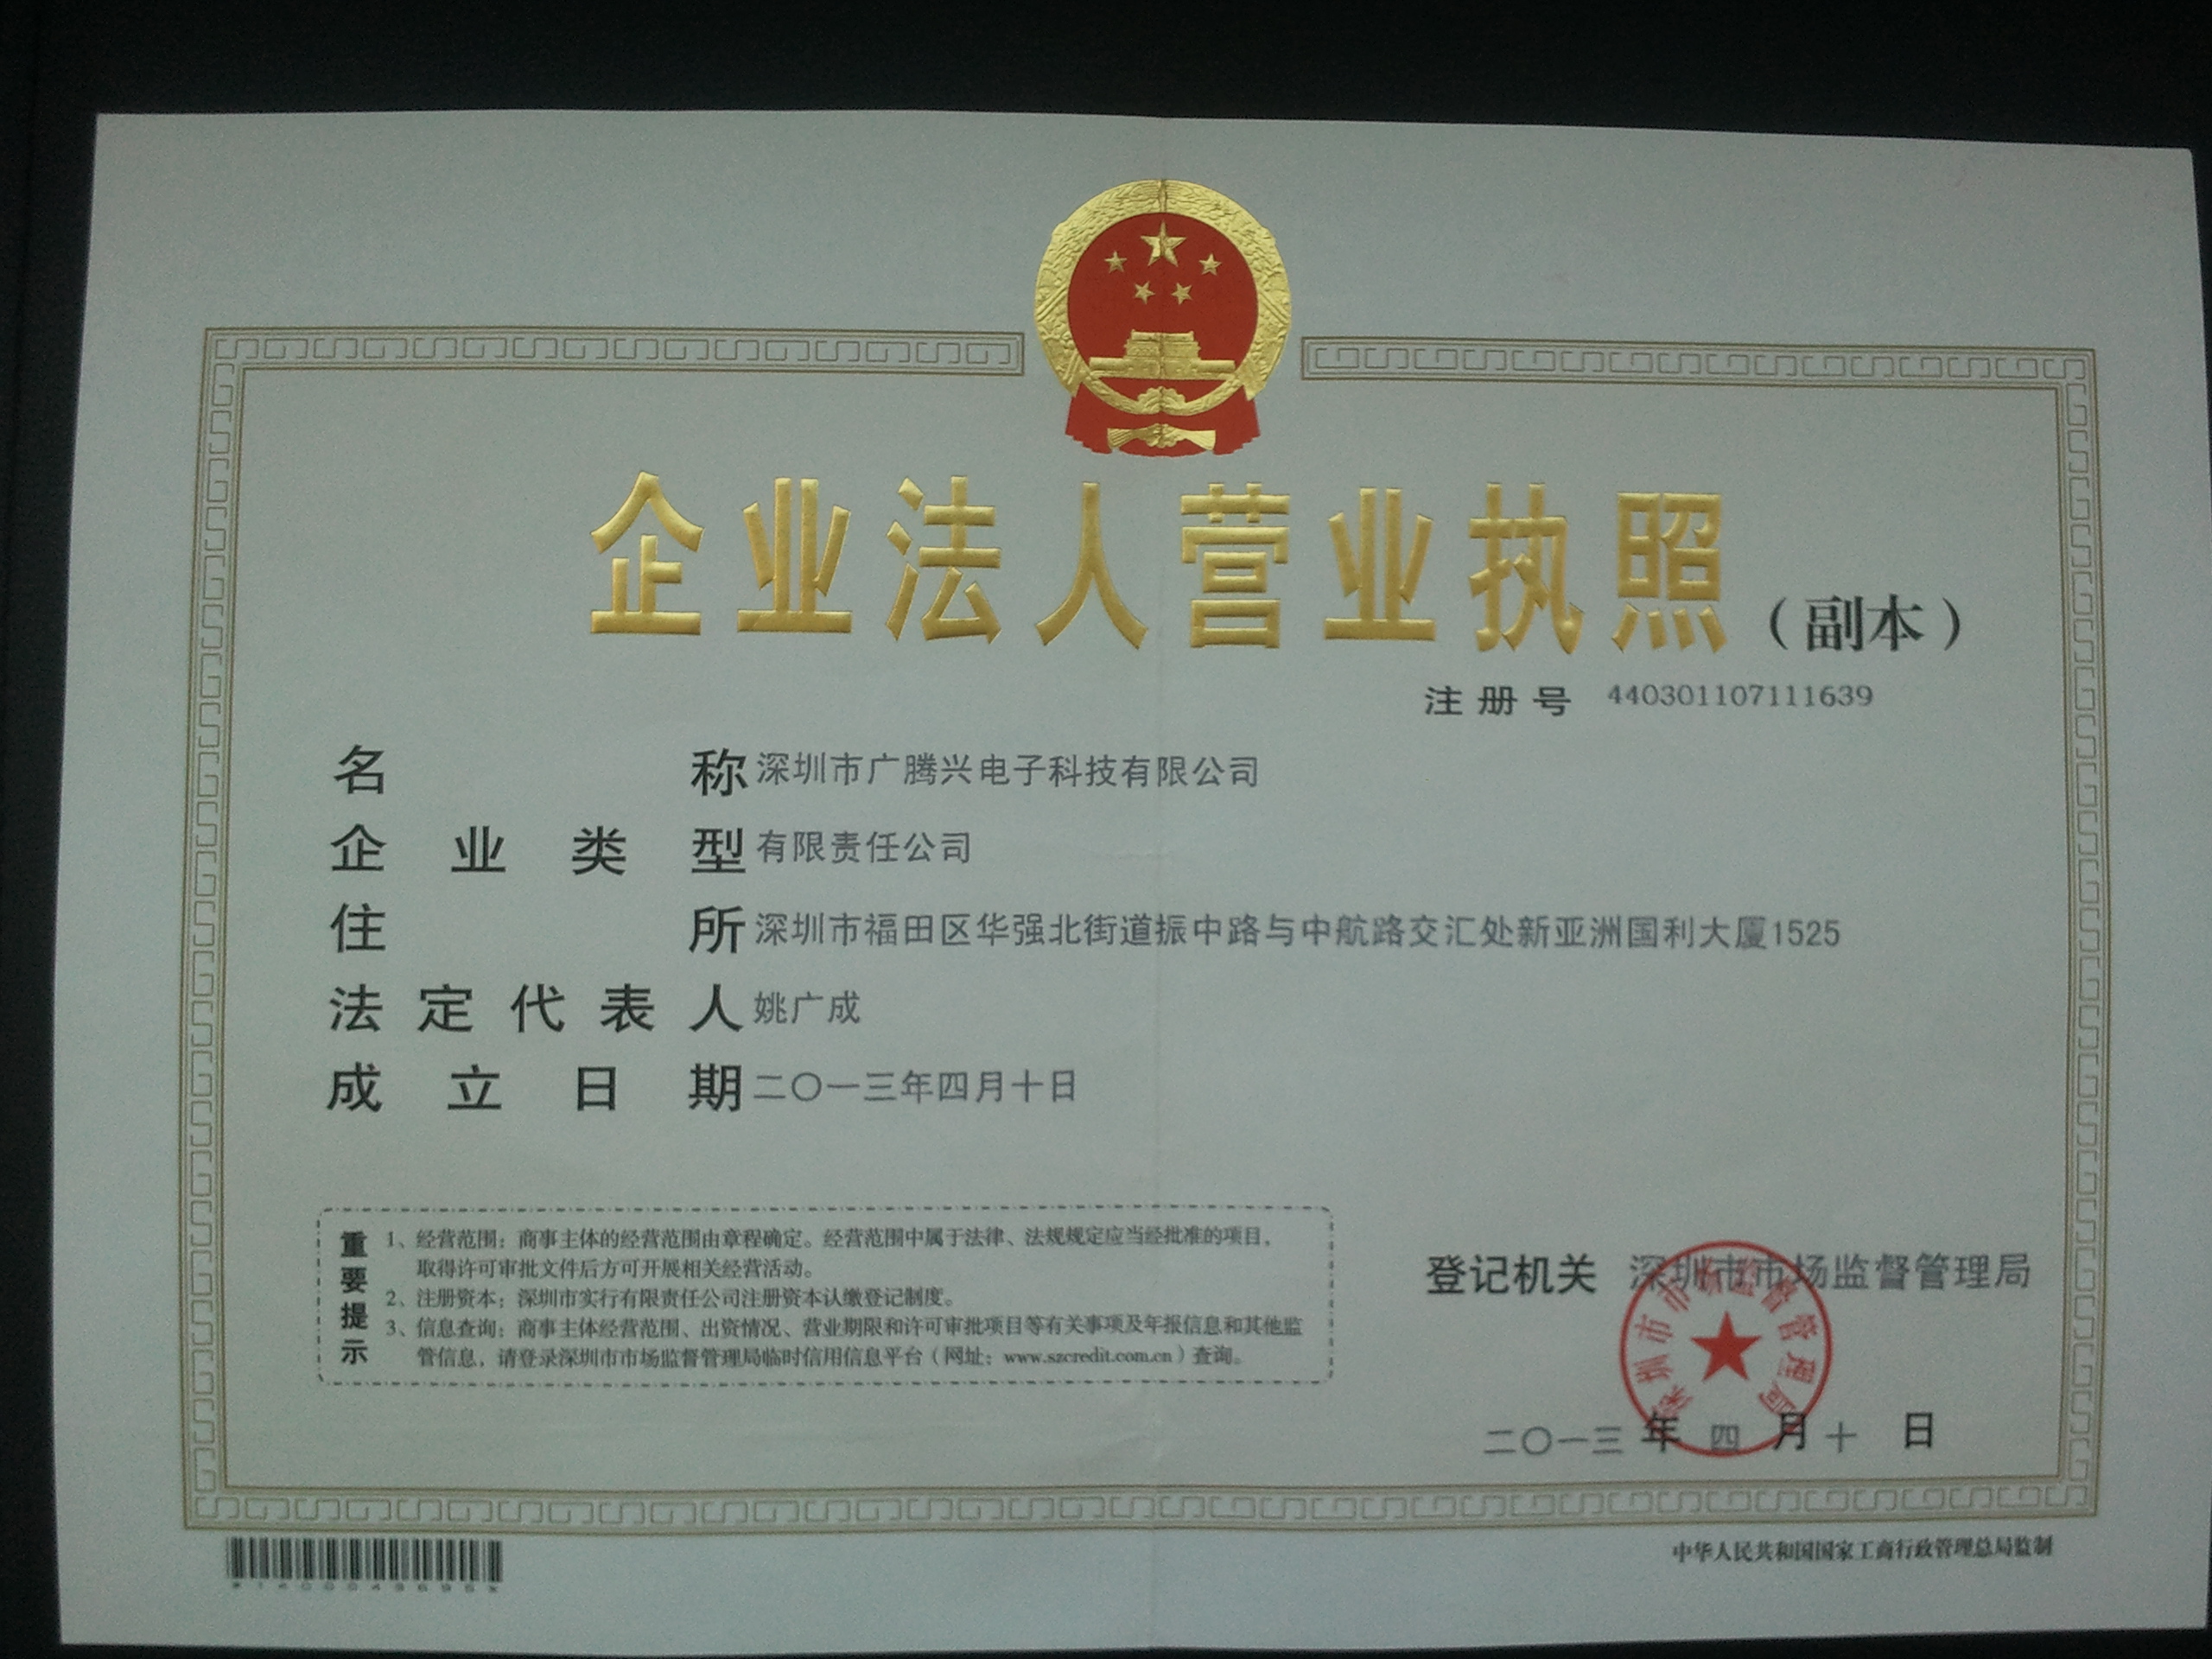 企业法人营业执照（副本）
注册号 440301107111639
名称 深圳市广腾兴电子科技有限公司
企业类型 有限责任公司
住所 深圳市福田区华强北街道振中路与中航路交汇处新亚洲国利大厦1525
法定代表人 姚广成
成立日期 二〇一三年四月十日
重要提示
1、经营范围：商事主体的经营范围由章程确定。经营范围中属于法律、法规规定应当经批准的项目，
取得许可审批文件后方可开展相关经营活动。
2、注册资本：深圳市实行有限责任公司注册资本认缴登记制度。
3、信息查询：商事主体经营范围、出资情况、营业期限和许可审批项目等有关事项及年报信息和其他监
管信息，请登录深圳市市场监督管理局临时信用信息平台（网址：www.szcredit.com.cn）查询。
登记机关 深圳市市场监督管理局
深圳市市场监督管理局
二〇一三年四月十日
中华人民共和国国家工商行政管理总局监制